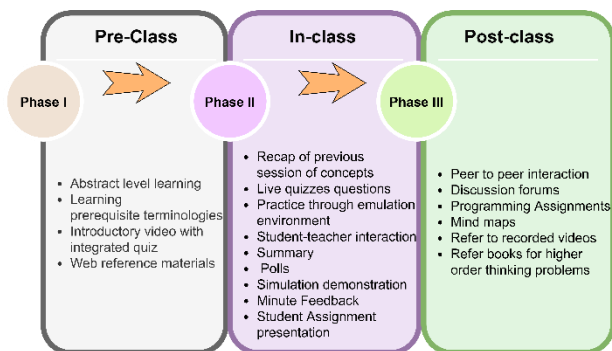 Pre-Class
Phase I
• Abstract level learning
• Learning
prerequisite terminologies
• Introductory video with
integrated quiz
• Web reference materials
In-class
Phase II
• Recap of previous
session of concepts
• Live quizzes questions
• Practice through emulation
environment
• Student-teacher interaction
• Summary
• Polls
• Simulation demonstration
• Minute Feedback
• Student Assignment
presentation
Post-class
Phase III
• Peer to peer interaction
• Discussion forums
• Programming Assignments
• Mind maps
• Refer to recorded videos
• Refer books for higher
order thinking problems